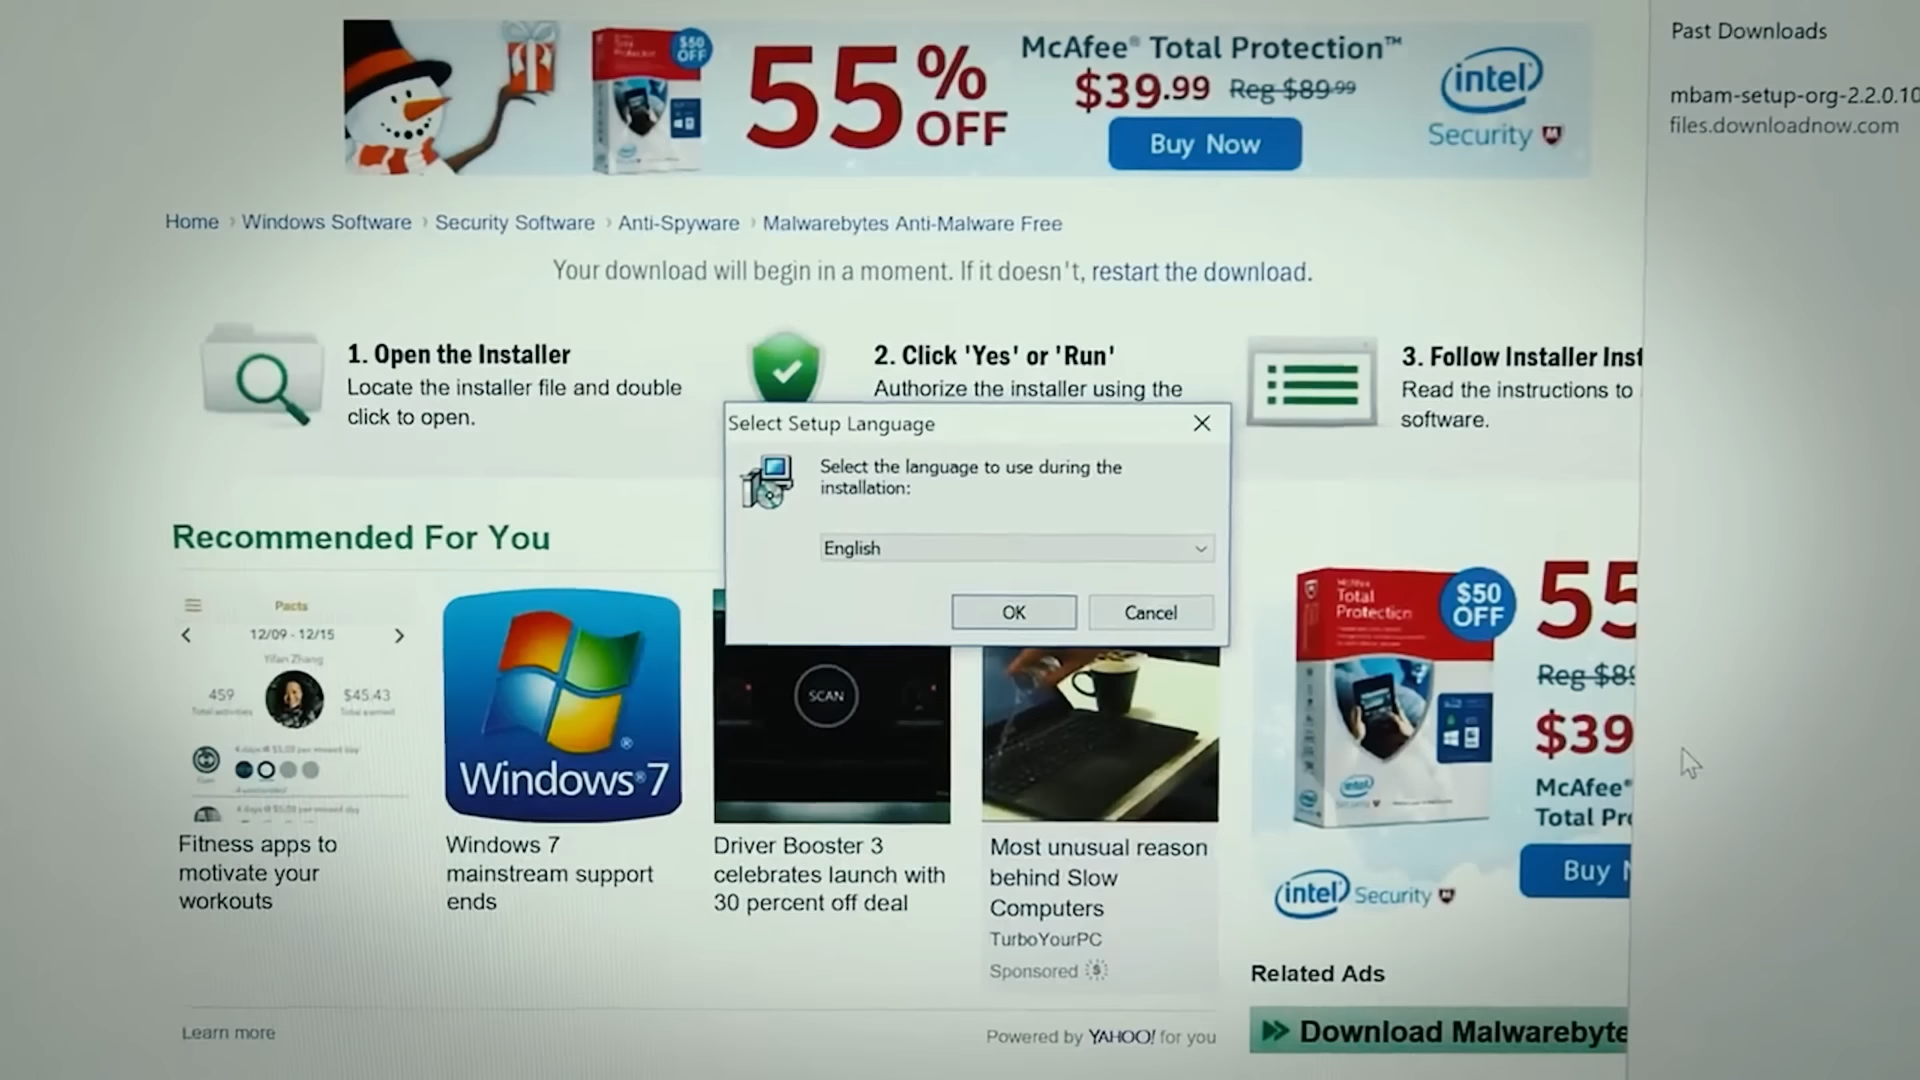 $50
OFF
55%
OFF
McAfee® Total Protection™
$39.99 Reg $89.99
Buy Now
intel
Security
Past Downloads
mbam-setup-org-2.2.0.10
files.downloadnow.com
Home › Windows Software › Security Software › Anti-Spyware › Malwarebytes Anti-Malware Free
Your download will begin in a moment. If it doesn't, restart the download.
1. Open the Installer
Locate the installer file and double
click to open.
2. Click 'Yes' or 'Run'
Authorize the installer using the
3. Follow Installer Inst
Read the instructions to
software.
Select Setup Language
Select the language to use during the
installation:
English
OK
Cancel
Recommended For You
Pacts
12/09 - 12/15
Yifan Zhang
459
$45.43
Total earned
Windows®7
SCAN
Fitness apps to
motivate your
workouts
Windows 7
mainstream support
ends
Driver Booster 3
celebrates launch with
30 percent off deal
Most unusual reason
behind Slow
Computers
TurboYourPC
Sponsored
McAfee
Total
Protection
$50
OFF
55
Reg $89
$39
McAfee®
Total Pro
Buy N
intel Security
Related Ads
Download Malwarebyte
Learn more
Powered by YAHOO! for you